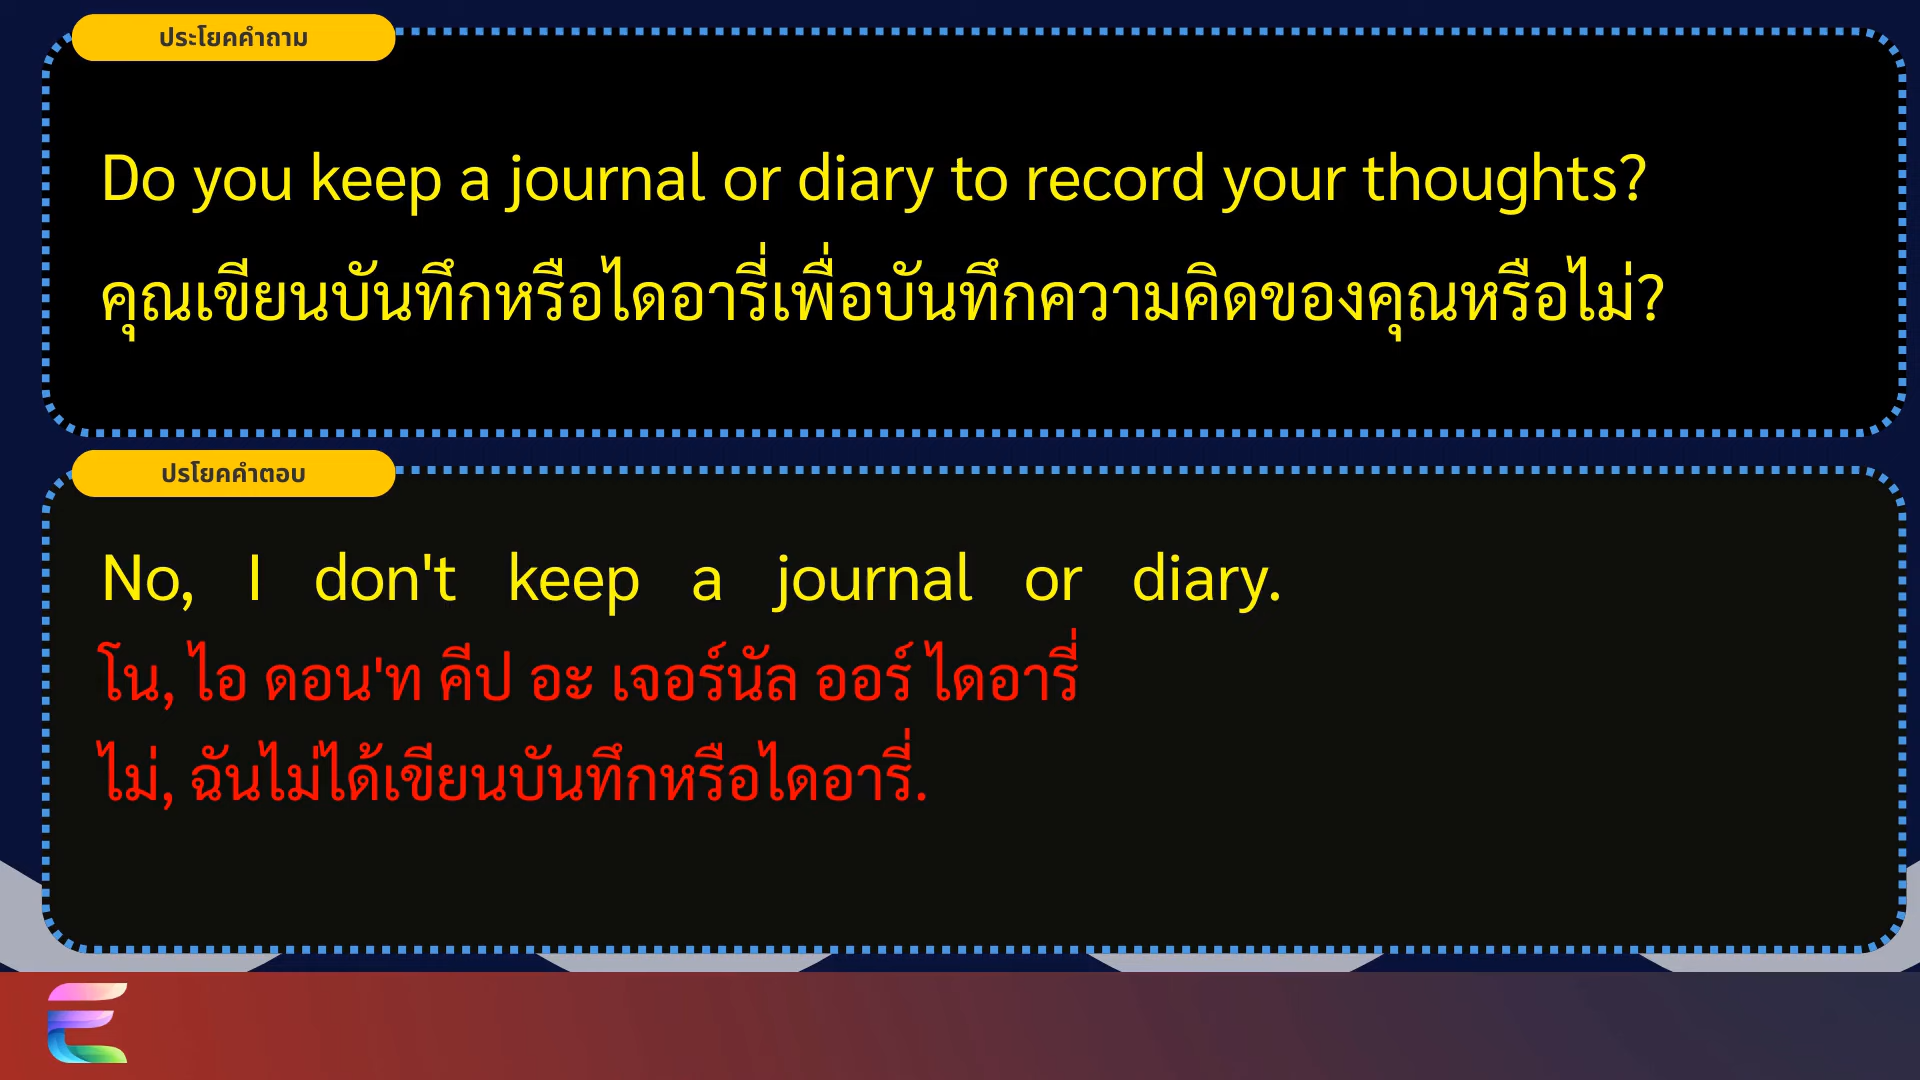 ประโยคคำถาม
Do you keep a journal or diary to record your thoughts?
คุณเขียนบันทึกหรือไดอารี่เพื่อบันทึกความคิดของคุณหรือไม่?
ปรโยคคำตอบ
No, I don't keep a journal or diary.
โน, ไอ ดอน'ท คีป อะ เจอร์นัล ออร์ ไดอารี่
ไม่, ฉันไม่ได้เขียนบันทึกหรือไดอารี่.